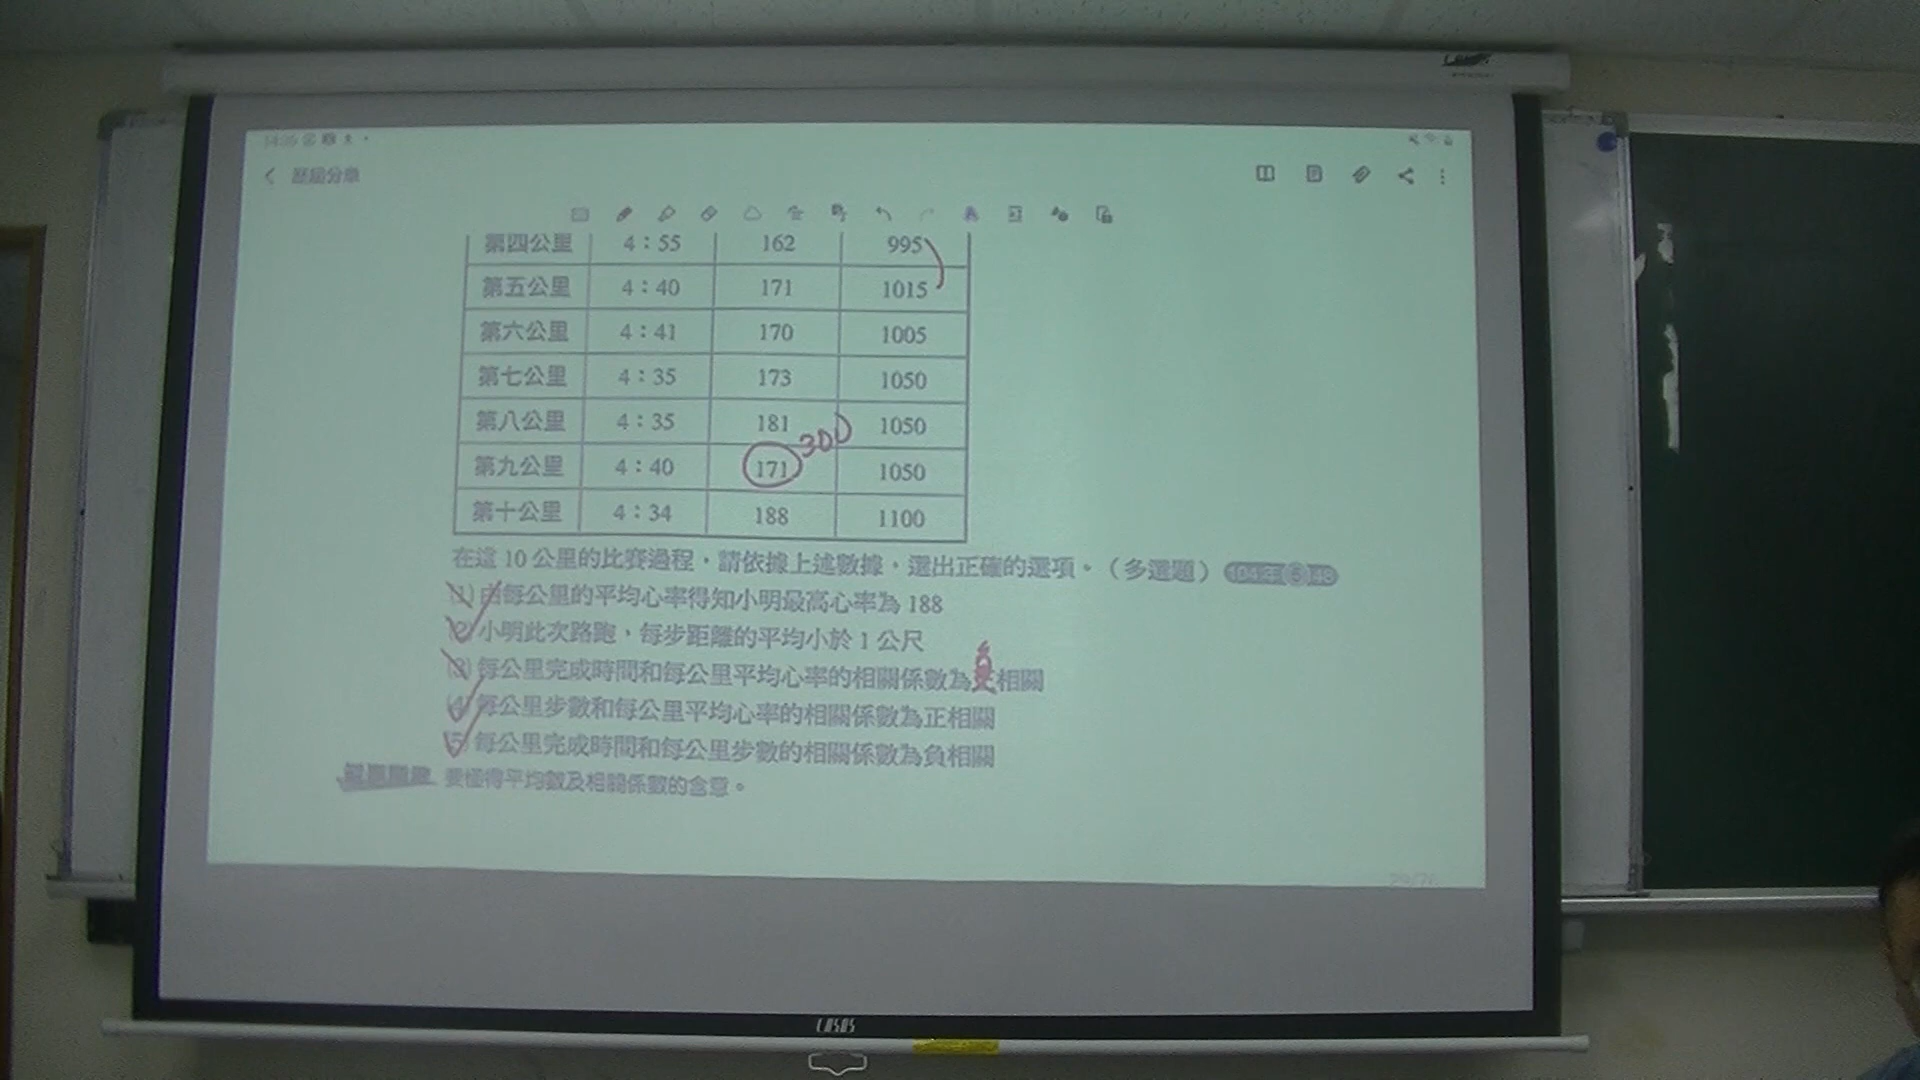 歷屆分章
第四公里 4：55 162 995
第五公里 4：40 171 1015
第六公里 4：41 170 1005
第七公里 4：35 173 1050
第八公里 4：35 181 1050
300
第九公里 4：40 171 1050
第十公里 4：34 188 1100
在這 10 公里的比賽過程，請依據上述數據，選出正確的選項。（多選題）
(1) 由每公里的平均心率得知小明最高心率為 188
(2) 小明此次路跑，每步距離的平均小於 1 公尺
(3) 每公里完成時間和每公里平均心率的相關係數為相關
負
(4) 每公里步數和每公里平均心率的相關係數為正相關
(5) 每公里完成時間和每公里步數的相關係數為負相關
要懂得平均數及相關係數的含意。